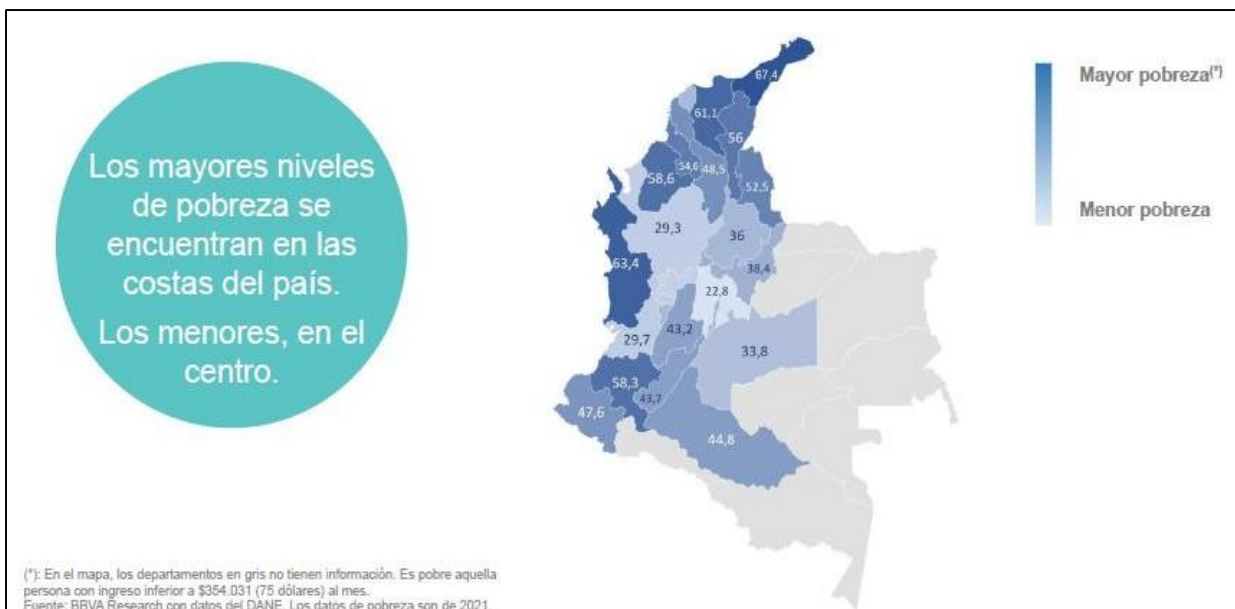 Los mayores niveles
de pobreza se
encuentran en las
costas del país.
Los menores, en el
centro.
Mayor pobreza(*)
Menor pobreza
67,4
61,1
56
54,6
48,5
58,6
52,5
29,3
36
63,4
38,4
22,8
43,2
29,7
33,8
58,3
43,7
47,6
44,8
(*): En el mapa, los departamentos en gris no tienen información. Es pobre aquella
persona con ingreso inferior a $354.031 (75 dólares) al mes.
Fuente: BBVA Research con datos del DANE. Los datos de pobreza son de 2021.